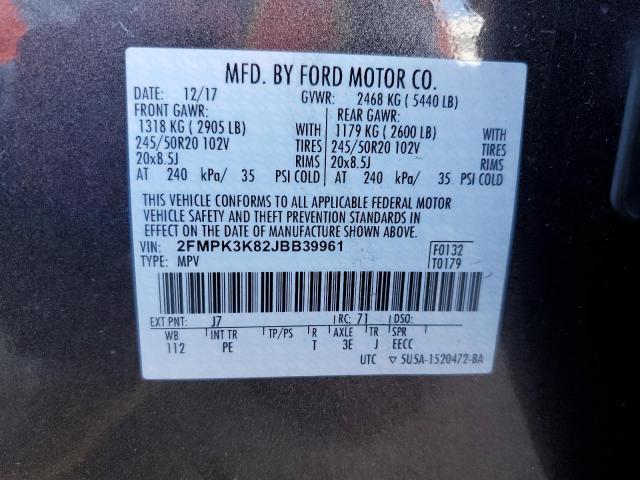 MFD. BY FORD MOTOR CO.
DATE: 12/17 GVWR: 2468 KG ( 5440 LB)
FRONT GAWR: REAR GAWR:
1318 KG ( 2905 LB) WITH 1179 KG ( 2600 LB) WITH
245/50R20 102V TIRES 245/50R20 102V TIRES
20x8.5J RIMS 20x8.5J RIMS
AT 240 kPa/ 35 PSI COLD AT 240 kPa/ 35 PSI COLD
THIS VEHICLE CONFORMS TO ALL APPLICABLE FEDERAL MOTOR
VEHICLE SAFETY AND THEFT PREVENTION STANDARDS IN
EFFECT ON THE DATE OF MANUFACTURE SHOWN ABOVE.
VIN: 2FMPK3K82JBB39961 F0132
TYPE: MPV T0179
EXT PNT: J7 RC: 71 DSO:
WB INT TR TP/PS R AXLE TR SPR
112 PE T 3E J EECC
UTC ▽ 5U5A-1520472-BA